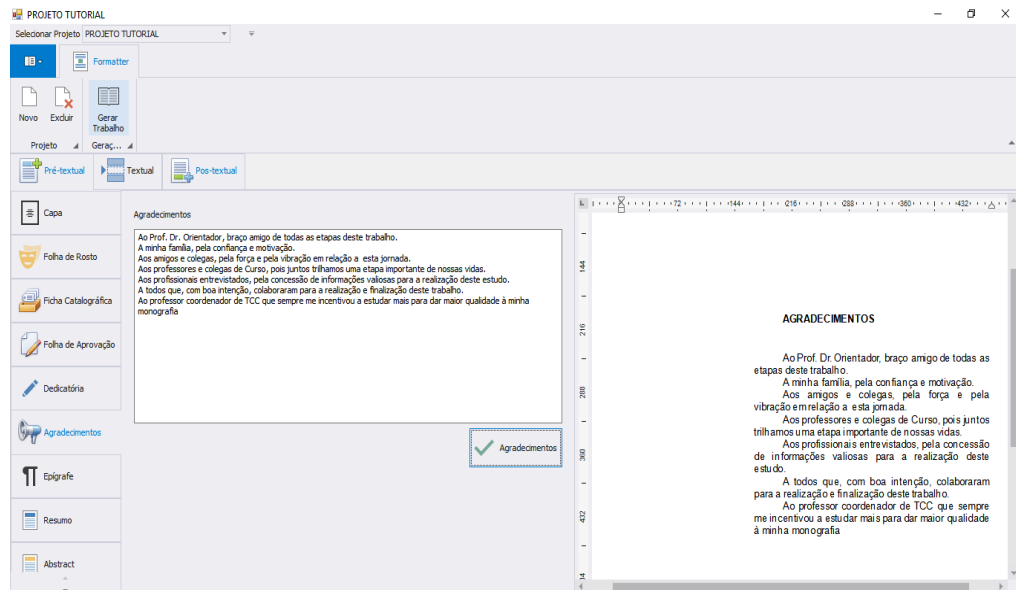 PROJETO TUTORIAL
Selecionar Projeto PROJETO TUTORIAL
Formatter
Novo Excluir Gerar
Trabalho
Projeto Geraç...
Pré-textual Textual Pos-textual
Capa
Folha de Rosto
Ficha Catalográfica
Folha de Aprovação
Dedicatória
Agradecimentos
Epígrafe
Resumo
Abstract
Agradecimentos
Ao Prof. Dr. Orientador, braço amigo de todas as etapas deste trabalho.
A minha família, pela confiança e motivação.
Aos amigos e colegas, pela força e pela vibração em relação a esta jornada.
Aos professores e colegas de Curso, pois juntos trilhamos uma etapa importante de nossas vidas.
Aos profissionais entrevistados, pela concessão de informações valiosas para a realização deste estudo.
A todos que, com boa intenção, colaboraram para a realização e finalização deste trabalho.
Ao professor coordenador de TCC que sempre me incentivou a estudar mais para dar maior qualidade à minha
monografia
Agradecimentos
72 144 216 288 360 432
144
216
288
360
432
AGRADECIMENTOS
Ao Prof. Dr. Orientador, braço amigo de todas as
etapas deste trabalho.
A minha família, pela confiança e motivação.
Aos amigos e colegas, pela força e pela
vibração em relação a esta jornada.
Aos professores e colegas de Curso, pois juntos
trilhamos uma etapa importante de nossas vidas.
Aos profissionais entrevistados, pela concessão
de informações valiosas para a realização deste
estudo.
A todos que, com boa intenção, colaboraram
para a realização e finalização deste trabalho.
Ao professor coordenador de TCC que sempre
me incentivou a estudar mais para dar maior qualidade
à minha monografia